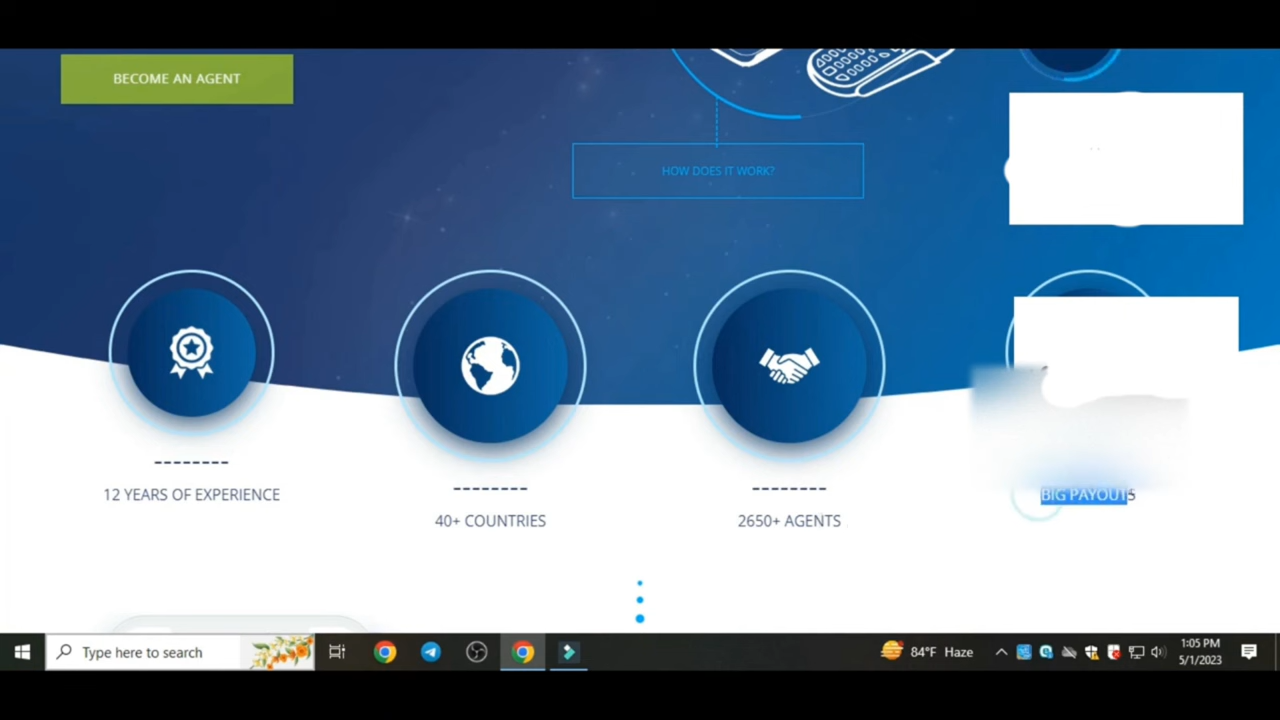 BECOME AN AGENT
HOW DOES IT WORK?
12 YEARS OF EXPERIENCE
40+ COUNTRIES
2650+ AGENTS
BIG PAYOUTS
Type here to search
84°F Haze
1:05 PM
5/1/2023